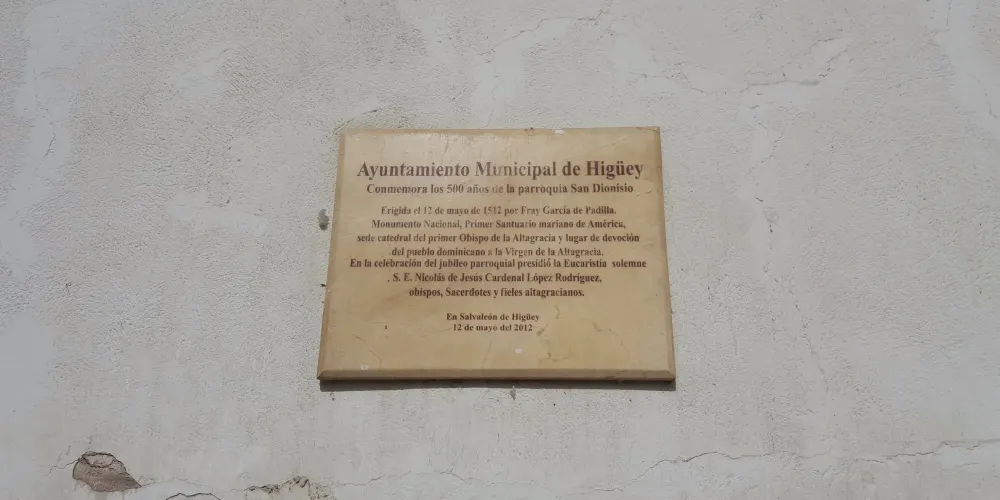 Ayuntamiento Municipal de Higüey
Conmemora los 500 años de la parroquia San Dionisio
Erigida el 12 de mayo de 1512 por Fray García de Padilla.
Monumento Nacional, Primer Santuario mariano de América,
sede catedral del primer Obispo de la Altagracia y lugar de devoción
del pueblo dominicano a la Virgen de la Altagracia.
En la celebración del jubileo parroquial presidió la Eucaristía solemne
S. E. Nicolás de Jesús Cardenal López Rodríguez,
obispos, Sacerdotes y fieles altagracianos.
En Salvaleón de Higüey
12 de mayo del 2012